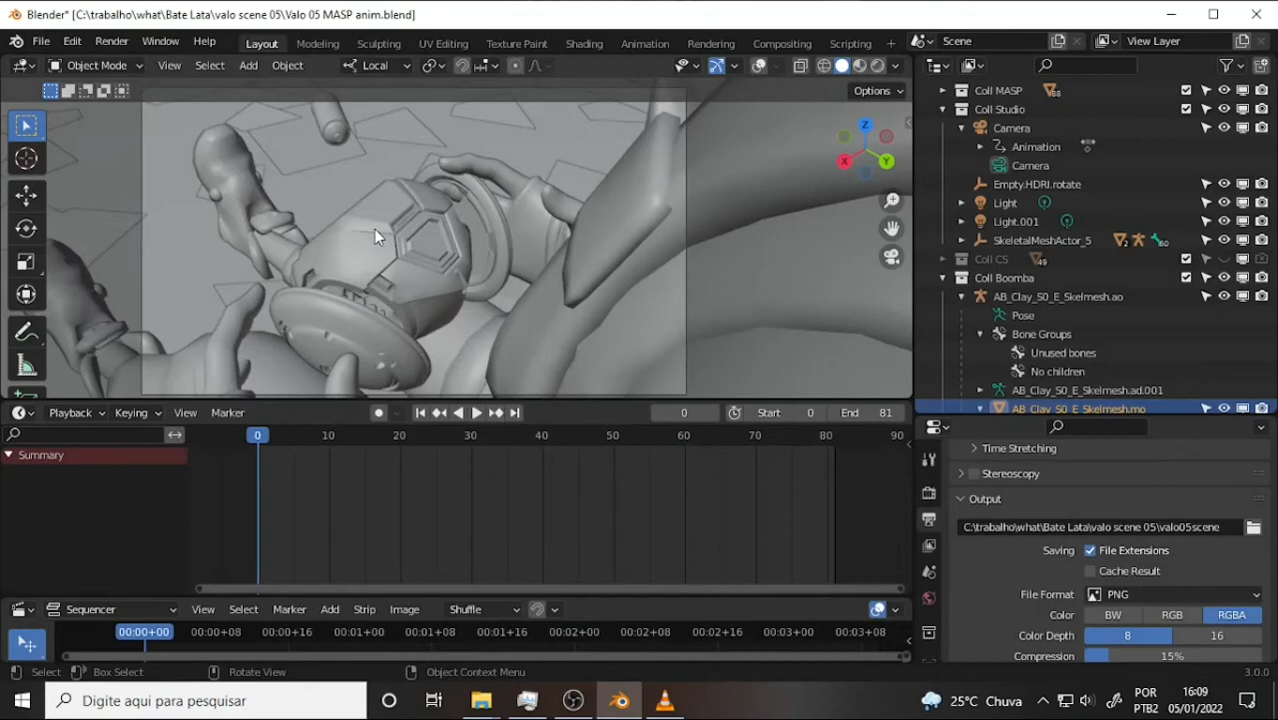 Blender* [C:\trabalho\what\Bate Lata\valo scene 05\Valo 05 MASP anim.blend]
File Edit Render Window Help Layout Modeling Sculpting UV Editing Texture Paint Shading Animation Rendering Compositing Scripting Scene View Layer
Object Mode View Select Add Object Local
Options
Coll MASP 88
Coll Studio
Camera
Animation
Camera
Empty.HDRI.rotate
Light
Light.001
SkeletalMeshActor_5 2 60
Coll CS 49
Coll Boomba
AB_Clay_S0_E_Skelmesh.ao
Pose
Bone Groups
Unused bones
No children
AB_Clay_S0_E_Skelmesh.ad.001
AB_Clay_S0_E_Skelmesh.mo
Z
X Y
Playback Keying View Marker 0 Start 0 End 81
0 10 20 30 40 50 60 70 80 90
Summary
Time Stretching
Stereoscopy
Output
C:\trabalho\what\Bate Lata\valo scene 05\valo05scene
Saving File Extensions
Cache Result
File Format PNG
Color BW RGB RGBA
Color Depth 8 16
Compression 15%
Sequencer View Select Marker Add Strip Image Shuffle
00:00+00 00:00+08 00:00+16 00:01+00 00:01+08 00:01+16 00:02+00 00:02+08 00:02+16 00:03+00 00:03+08
Select Box Select Rotate View Object Context Menu 3.0.0
Digite aqui para pesquisar 25°C Chuva POR 16:09
PTB2 05/01/2022